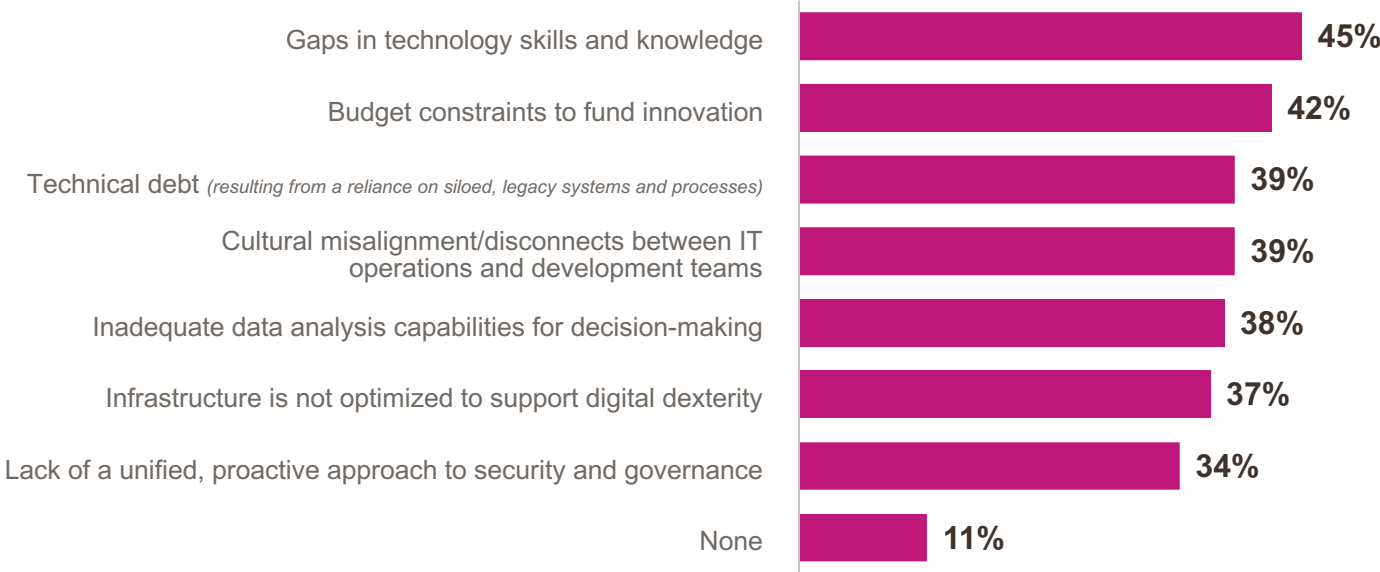 Gaps in technology skills and knowledge 45%
Budget constraints to fund innovation 42%
Technical debt (resulting from a reliance on siloed, legacy systems and processes) 39%
Cultural misalignment/disconnects between IT
operations and development teams 39%
Inadequate data analysis capabilities for decision-making 38%
Infrastructure is not optimized to support digital dexterity 37%
Lack of a unified, proactive approach to security and governance 34%
None 11%